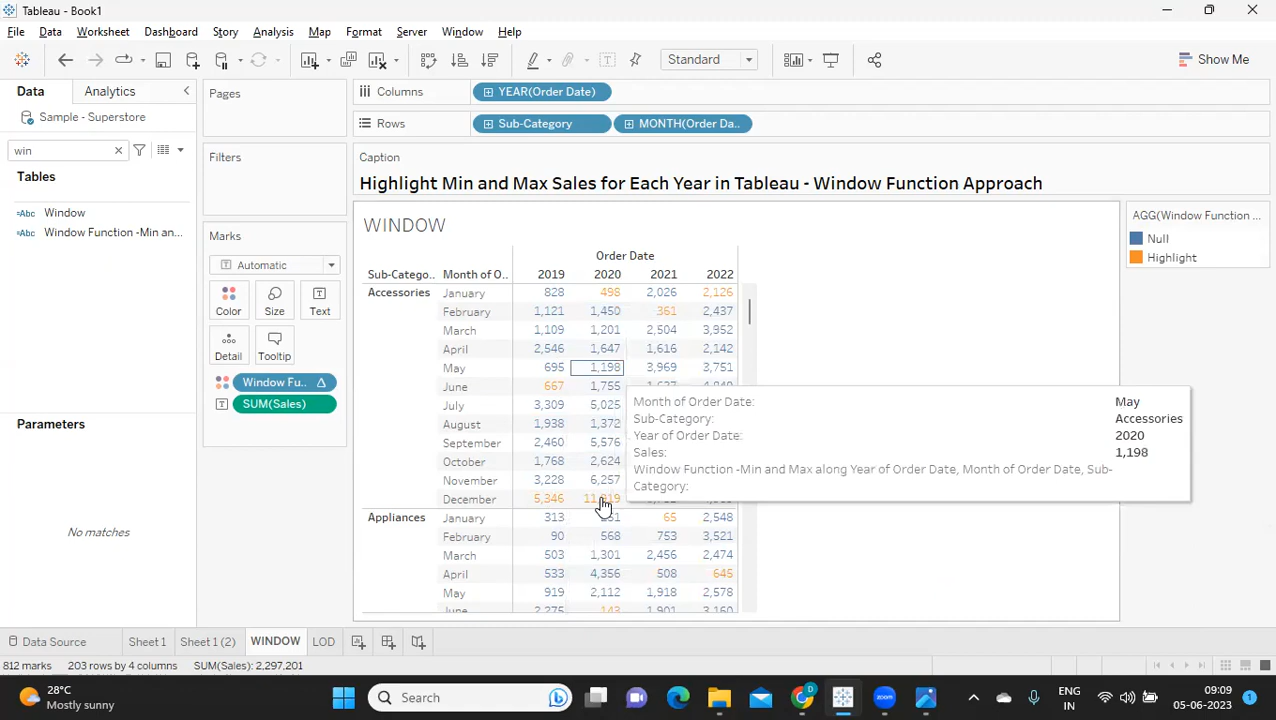 Tableau - Book1
File Data Worksheet Dashboard Story Analysis Map Format Server Window Help
Standard
Show Me
Data Analytics
Sample - Superstore
win
Tables
Abc Window
Abc Window Function -Min an...
Parameters
No matches
Pages
Filters
Marks
Automatic
Color Size Text
Detail Tooltip
Window Fu..
SUM(Sales)
Columns YEAR(Order Date)
Rows Sub-Category MONTH(Order Da..
Caption
Highlight Min and Max Sales for Each Year in Tableau - Window Function Approach
WINDOW
Order Date
Sub-Catego.. Month of O.. 2019 2020 2021 2022
Accessories January 828 498 2,026 2,126
February 1,121 1,450 361 2,437
March 1,109 1,201 2,504 3,952
April 2,546 1,647 1,616 2,142
May 695 1,198 3,969 3,751
June 667 1,755
July 3,309 5,025
August 1,938 1,372
September 2,460 5,576
October 1,768 2,624
November 3,228 6,257
December 5,346
Appliances January 313 65 2,548
February 90 568 753 3,521
March 503 1,301 2,456 2,474
April 533 4,356 508 645
May 919 2,112 1,918 2,578
June 2,275 143 1,901 3,160
Month of Order Date: May
Sub-Category: Accessories
Year of Order Date: 2020
Sales: 1,198
Window Function -Min and Max along Year of Order Date, Month of Order Date, Sub-
Category:
AGG(Window Function ...
Null
Highlight
Data Source Sheet 1 Sheet 1 (2) WINDOW LOD
812 marks 203 rows by 4 columns SUM(Sales): 2,297,201
28°C
Mostly sunny
Search
ENG
IN
09:09
05-06-2023